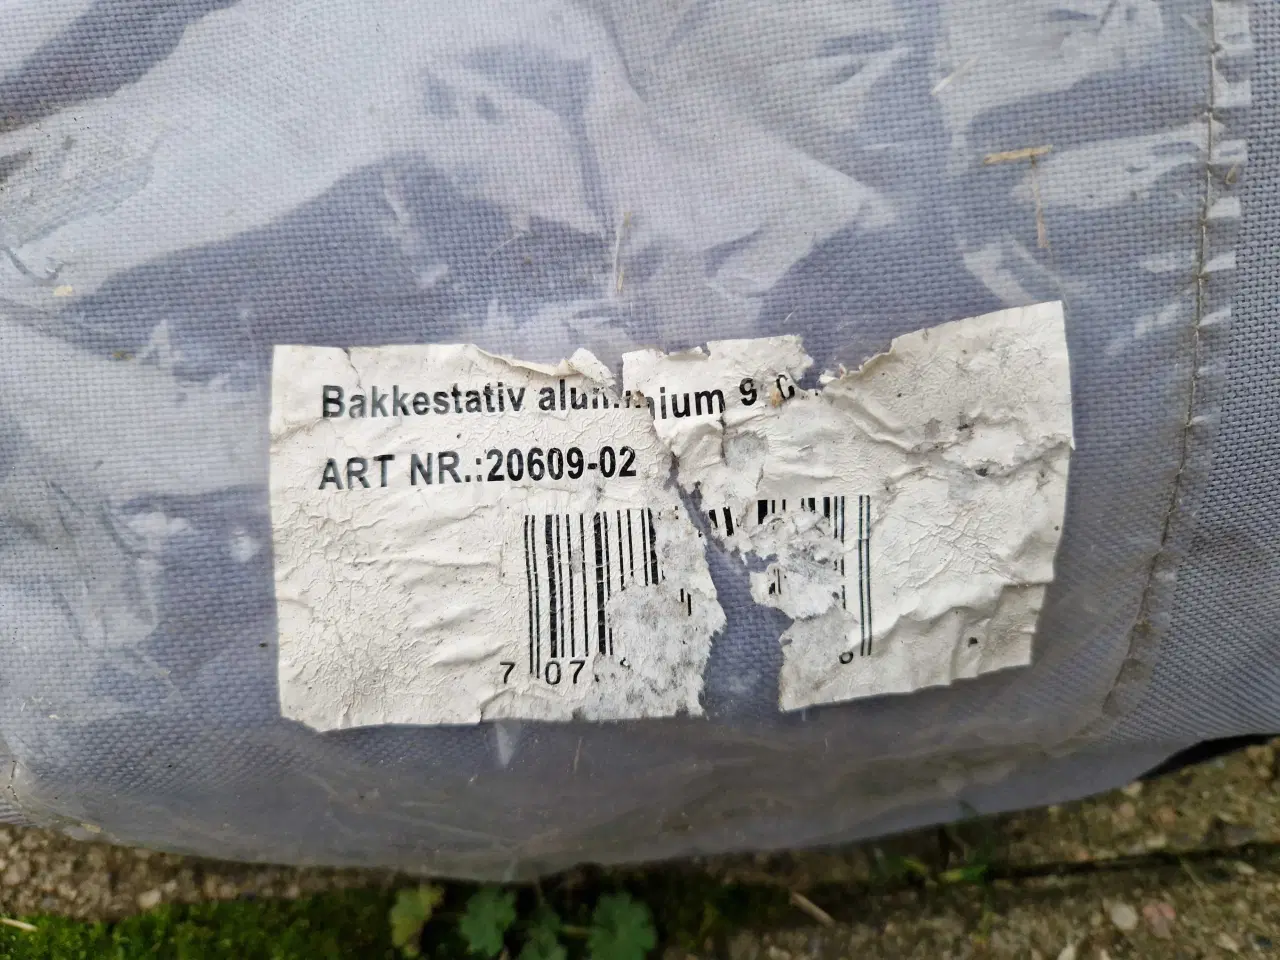 Bakkestativ aluminium 9
ART NR.:20609-02
7 07